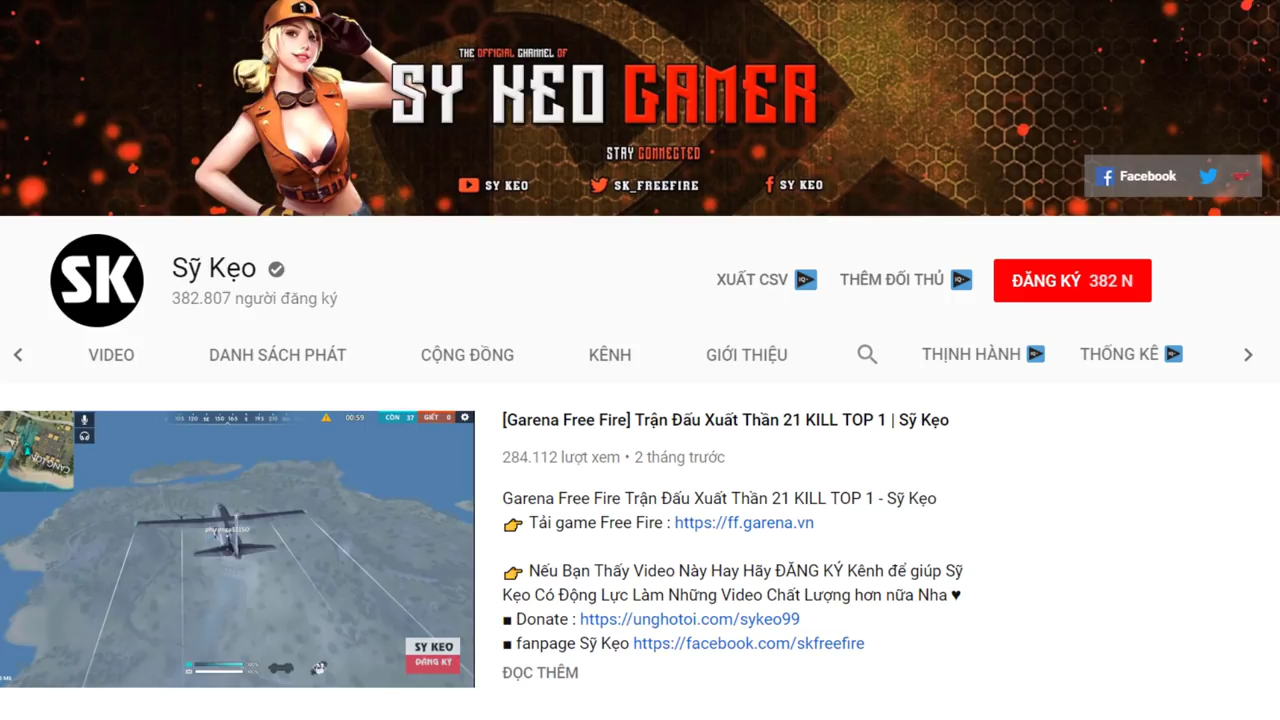 THE OFFICIAL CHANNEL OF
SY KEO GAMER
STAY CONNECTED
SY KEO
SK_FREEFIRE
SY KEO
Facebook
SK
Sỹ Kẹo
382.807 người đăng ký
XUẤT CSV
THÊM ĐỐI THỦ
ĐĂNG KÝ 382 N
VIDEO
DANH SÁCH PHÁT
CỘNG ĐỒNG
KÊNH
GIỚI THIỆU
THỊNH HÀNH
THỐNG KÊ
00:59
CÒN 37
GIẾT 0
SY KEO
ĐĂNG KÝ
[Garena Free Fire] Trận Đấu Xuất Thần 21 KILL TOP 1 | Sỹ Kẹo
284.112 lượt xem • 2 tháng trước
Garena Free Fire Trận Đấu Xuất Thần 21 KILL TOP 1 - Sỹ Kẹo
👉 Tải game Free Fire : https://ff.garena.vn
👉 Nếu Bạn Thấy Video Này Hay Hãy ĐĂNG KÝ Kênh để giúp Sỹ
Kẹo Có Động Lực Làm Những Video Chất Lượng hơn nữa Nha ♥
■ Donate : https://unghotoi.com/sykeo99
■ fanpage Sỹ Kẹo https://facebook.com/skfreefire
ĐỌC THÊM